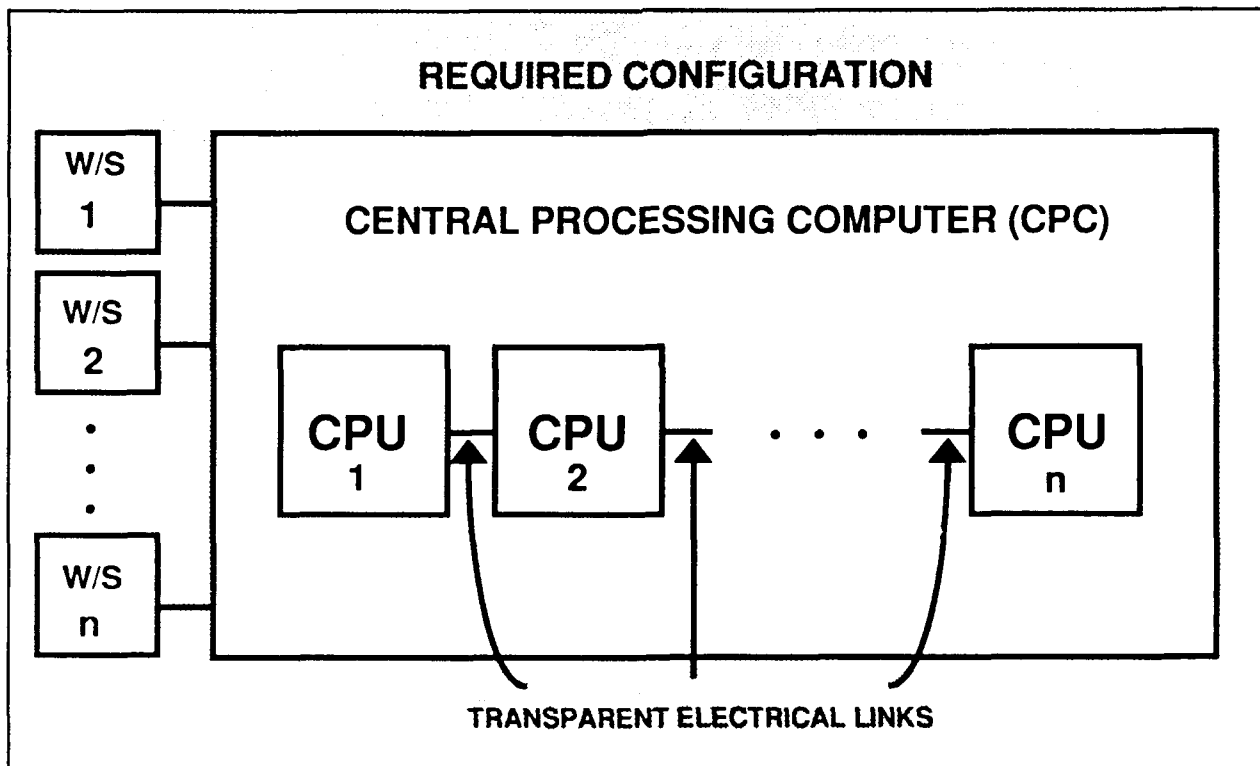 REQUIRED CONFIGURATION
W/S
1
W/S
2
.
.
.
W/S
n
CENTRAL PROCESSING COMPUTER (CPC)
CPU
1
CPU
2
. . .
CPU
n
TRANSPARENT ELECTRICAL LINKS